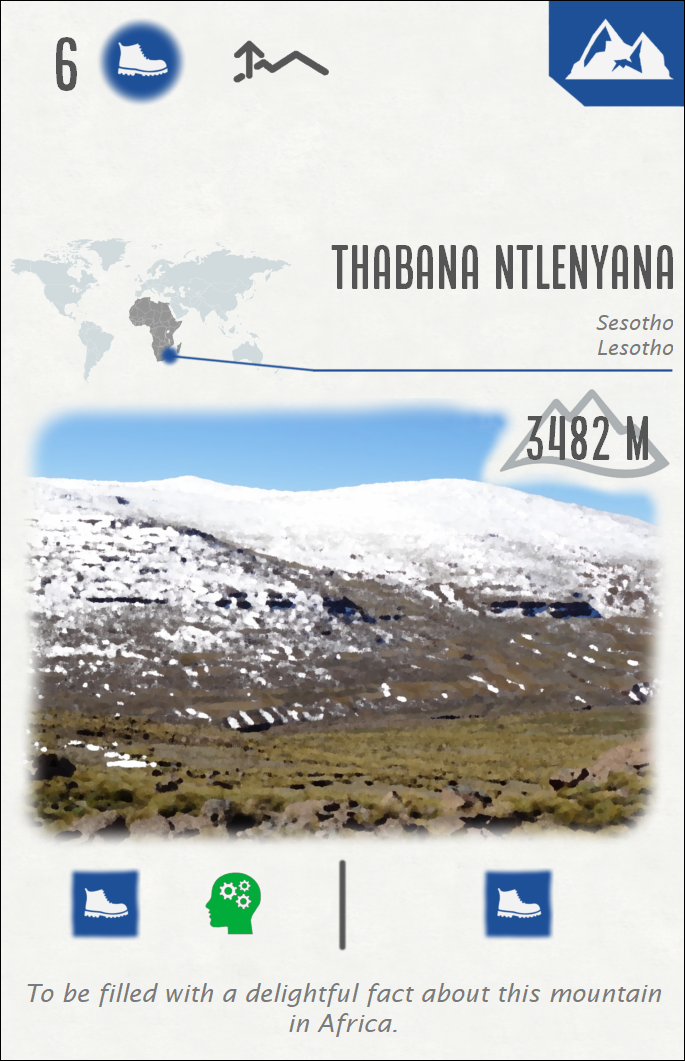 6
THABANA NTLENYANA
Sesotho
Lesotho
3482 M
To be filled with a delightful fact about this mountain
in Africa.